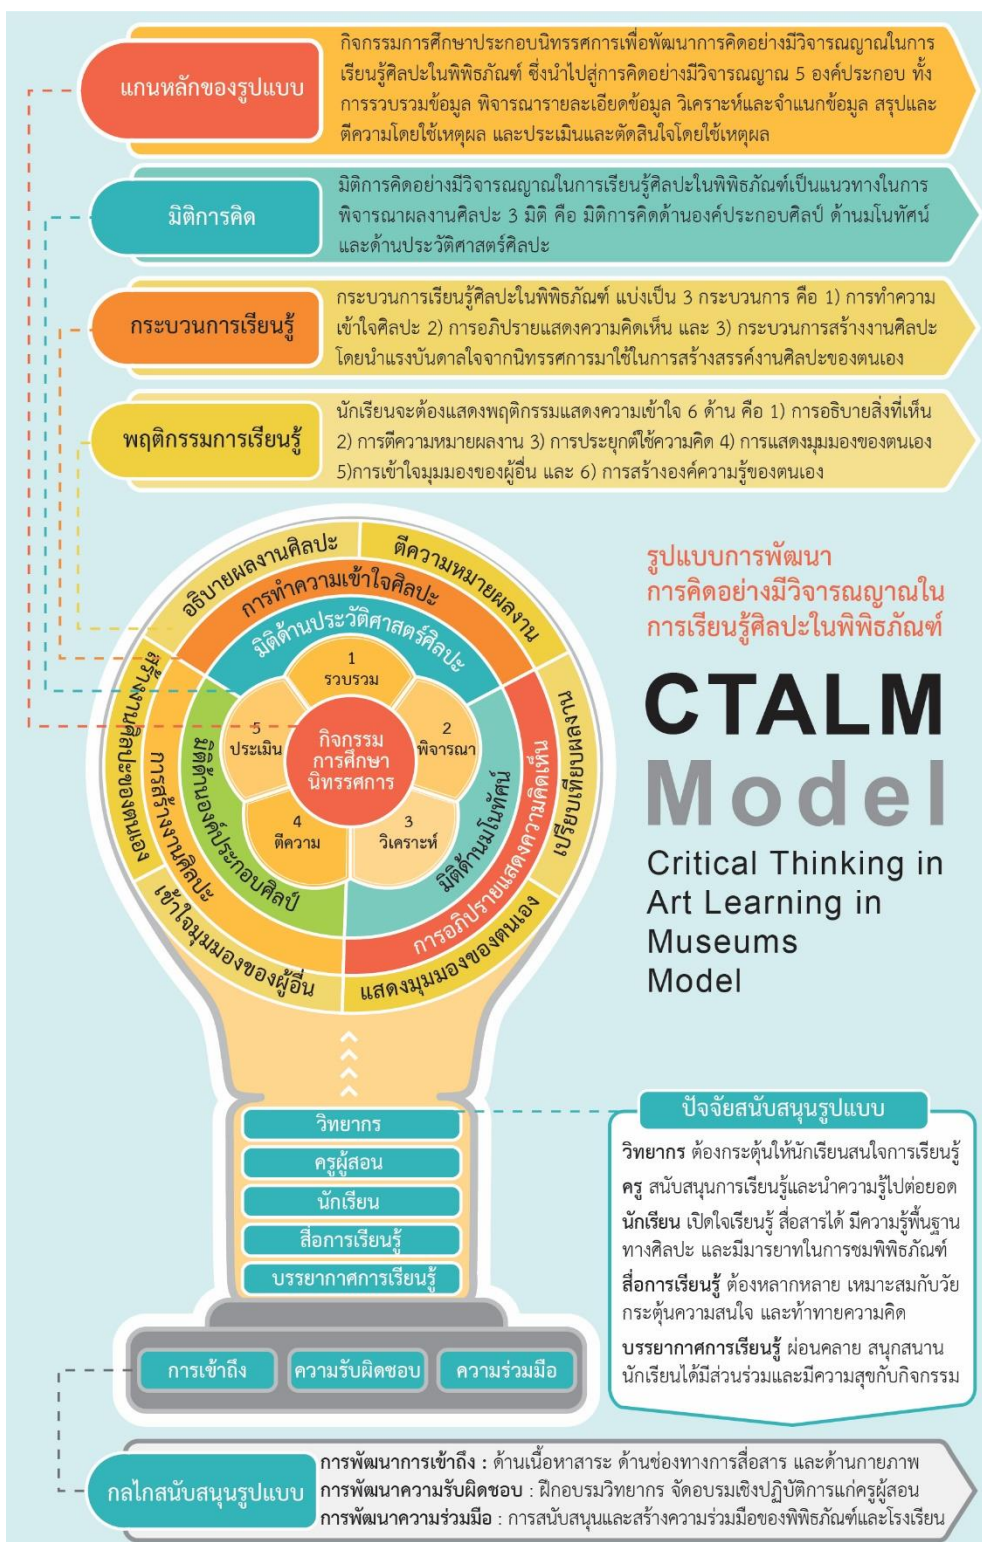 แกนหลักของรูปแบบ
กิจกรรมการศึกษาประกอบนิทรรศการเพื่อพัฒนาการคิดอย่างมีวิจารณญาณในการ
เรียนรู้ศิลปะในพิพิธภัณฑ์ ซึ่งนำไปสู่การคิดอย่างมีวิจารณญาณ 5 องค์ประกอบ ทั้ง
การรวบรวมข้อมูล พิจารณารายละเอียดข้อมูล วิเคราะห์และจำแนกข้อมูล สรุปและ
ตีความโดยใช้เหตุผล และประเมินและตัดสินใจโดยใช้เหตุผล
มิติการคิด
มิติการคิดอย่างมีวิจารณญาณในการเรียนรู้ศิลปะในพิพิธภัณฑ์เป็นแนวทางในการ
พิจารณาผลงานศิลปะ 3 มิติ คือ มิติการคิดด้านองค์ประกอบศิลป์ ด้านมโนทัศน์
และด้านประวัติศาสตร์ศิลปะ
กระบวนการเรียนรู้
กระบวนการเรียนรู้ศิลปะในพิพิธภัณฑ์ แบ่งเป็น 3 กระบวนการ คือ 1) การทำความ
เข้าใจศิลปะ 2) การอภิปรายแสดงความคิดเห็น และ 3) กระบวนการสร้างงานศิลปะ
โดยนำแรงบันดาลใจจากนิทรรศการมาใช้ในการสร้างสรรค์งานศิลปะของตนเอง
พฤติกรรมการเรียนรู้
นักเรียนจะต้องแสดงพฤติกรรมแสดงความเข้าใจ 6 ด้าน คือ 1) การอธิบายสิ่งที่เห็น
2) การตีความหมายผลงาน 3) การประยุกต์ใช้ความคิด 4) การแสดงมุมมองของตนเอง
5)การเข้าใจมุมมองของผู้อื่น และ 6) การสร้างองค์ความรู้ของตนเอง
อธิบายผลงานศิลปะ
ตีความหมายผลงาน
เปรียบเทียบผลงาน
แสดงมุมมองของตนเอง
เข้าใจมุมมองของผู้อื่น
สร้างงานศิลปะของตนเอง
การทำความเข้าใจศิลปะ
การอภิปรายแสดงความคิดเห็น
การสร้างงานศิลปะ
มิติด้านประวัติศาสตร์ศิลปะ
มิติด้านมโนทัศน์
มิติด้านองค์ประกอบศิลป์
1
รวบรวม
2
พิจารณา
3
วิเคราะห์
4
ตีความ
5
ประเมิน
กิจกรรม
การศึกษา
นิทรรศการ
รูปแบบการพัฒนา
การคิดอย่างมีวิจารณญาณใน
การเรียนรู้ศิลปะในพิพิธภัณฑ์
CTALM
Model
Critical Thinking in
Art Learning in
Museums
Model
วิทยากร
ครูผู้สอน
นักเรียน
สื่อการเรียนรู้
บรรยากาศการเรียนรู้
การเข้าถึง
ความรับผิดชอบ
ความร่วมมือ
ปัจจัยสนับสนุนรูปแบบ
วิทยากร ต้องกระตุ้นให้นักเรียนสนใจการเรียนรู้
ครู สนับสนุนการเรียนรู้และนำความรู้ไปต่อยอด
นักเรียน เปิดใจเรียนรู้ สื่อสารได้ มีความรู้พื้นฐาน
ทางศิลปะ และมีมารยาทในการชมพิพิธภัณฑ์
สื่อการเรียนรู้ ต้องหลากหลาย เหมาะสมกับวัย
กระตุ้นความสนใจ และท้าทายความคิด
บรรยากาศการเรียนรู้ ผ่อนคลาย สนุกสนาน
นักเรียนได้มีส่วนร่วมและมีความสุขกับกิจกรรม
กลไกสนับสนุนรูปแบบ
การพัฒนาการเข้าถึง : ด้านเนื้อหาสาระ ด้านช่องทางการสื่อสาร และด้านกายภาพ
การพัฒนาความรับผิดชอบ : ฝึกอบรมวิทยากร จัดอบรมเชิงปฏิบัติการแก่ครูผู้สอน
การพัฒนาความร่วมมือ : การสนับสนุนและสร้างความร่วมมือของพิพิธภัณฑ์และโรงเรียน